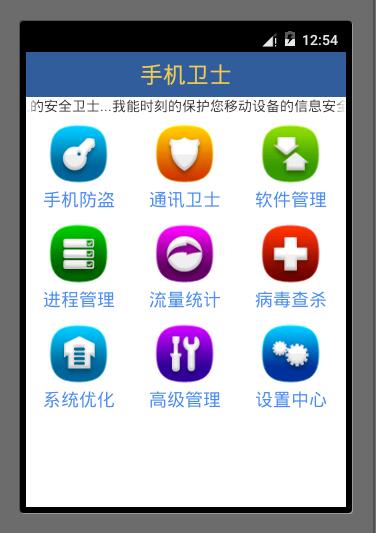 12:54
手机卫士
的安全卫士...我能时刻的保护您移动设备的信息安全
手机防盗 通讯卫士 软件管理
进程管理 流量统计 病毒查杀
系统优化 高级管理 设置中心